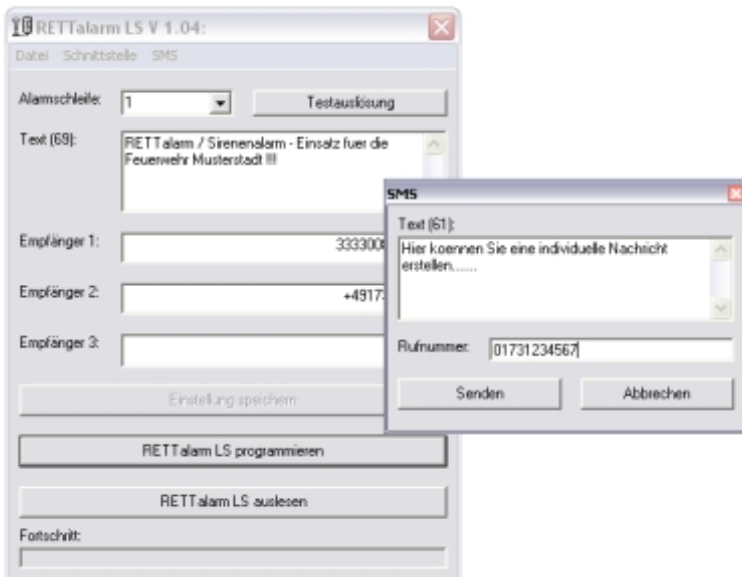 RETTalarm LS V 1.04:
Datei Schnittstelle SMS
Alarmschleife: 1 Testauslösung
Text (69): RETTalarm / Sirenenalarm - Einsatz fuer die
Feuerwehr Musterstadt !!!
Empfänger 1:
Empfänger 2:
Empfänger 3:
Einstellung speichern
RETTalarm LS programmieren
RETTalarm LS auslesen
Fortschritt:
SMS
Text (61):
Hier koennen Sie eine individuelle Nachricht
erstellen.......
Rufnummer: 01731234567
Senden Abbrechen